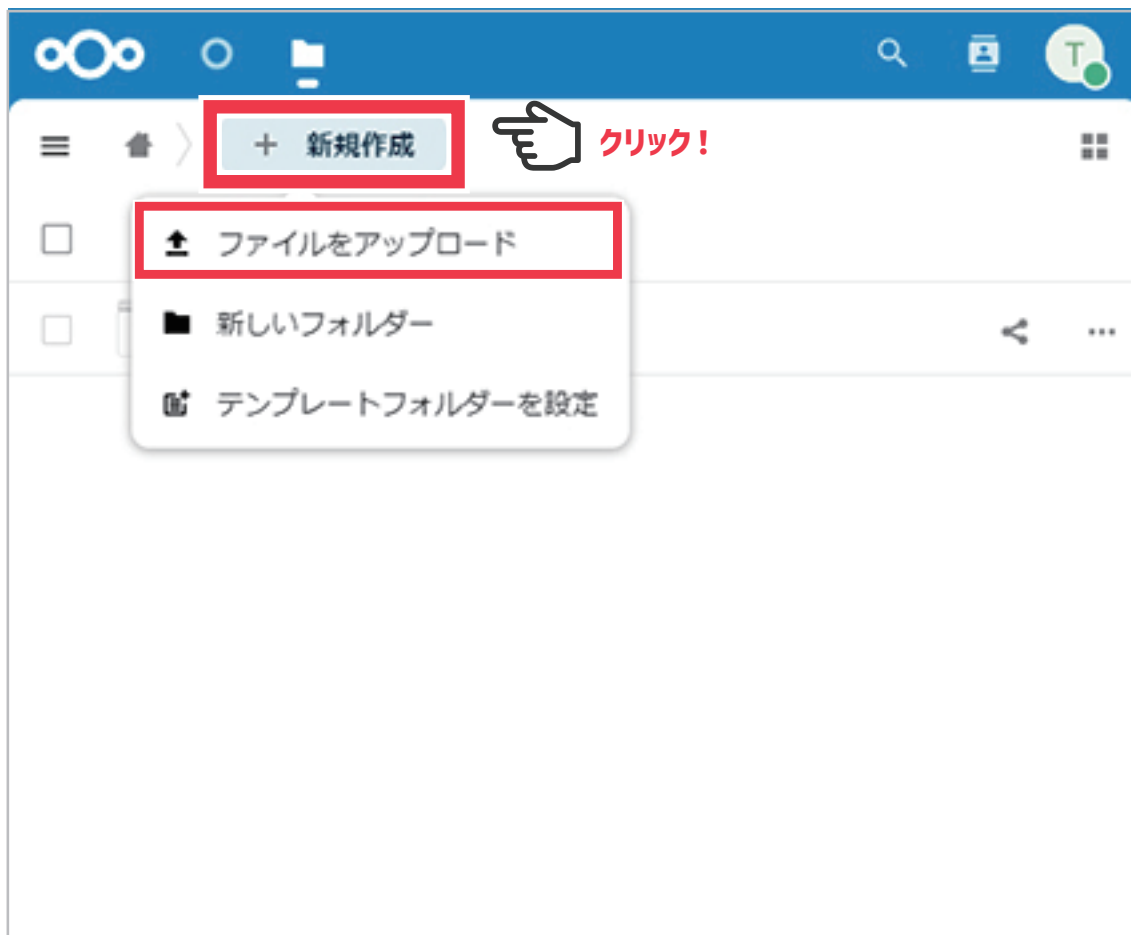 T
+ 新規作成
クリック！
ファイルをアップロード
新しいフォルダー
テンプレートフォルダーを設定